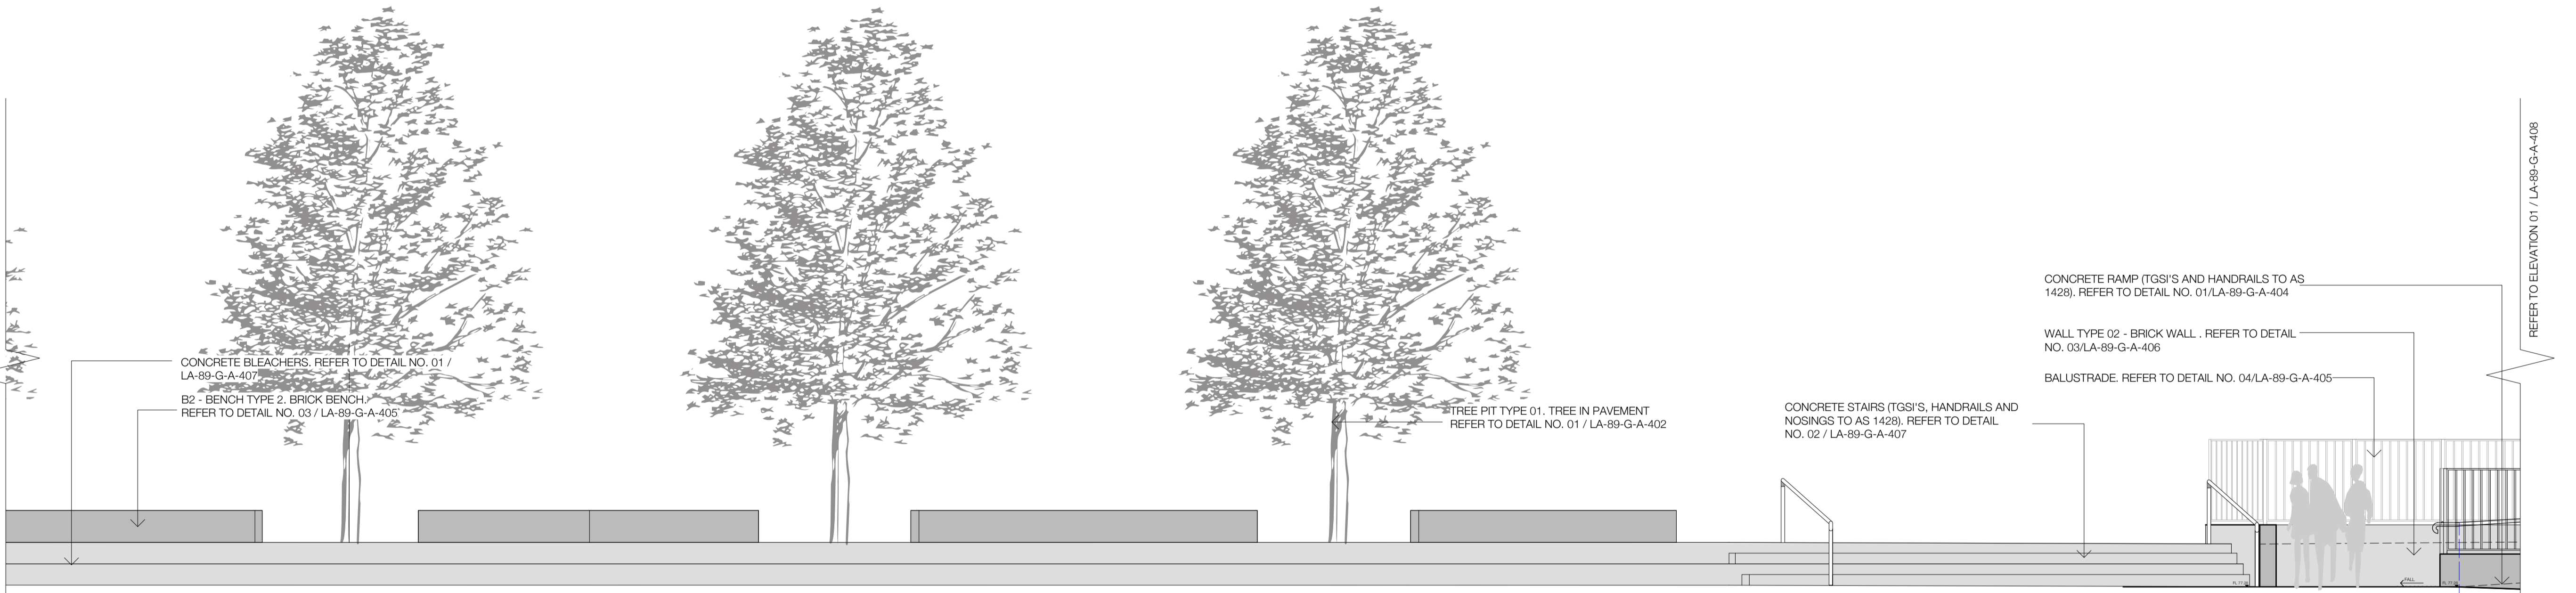 CONCRETE BLEACHERS. REFER TO DETAIL NO. 01 /
LA-89-G-A-407
B2 - BENCH TYPE 2. BRICK BENCH.
REFER TO DETAIL NO. 03 / LA-89-G-A-405
TREE PIT TYPE 01. TREE IN PAVEMENT
REFER TO DETAIL NO. 01 / LA-89-G-A-402
CONCRETE STAIRS (TGSI'S, HANDRAILS AND
NOSINGS TO AS 1428). REFER TO DETAIL
NO. 02 / LA-89-G-A-407
CONCRETE RAMP (TGSI'S AND HANDRAILS TO AS
1428). REFER TO DETAIL NO. 01/LA-89-G-A-404
WALL TYPE 02 - BRICK WALL . REFER TO DETAIL
NO. 03/LA-89-G-A-406
BALUSTRADE. REFER TO DETAIL NO. 04/LA-89-G-A-405
REFER TO ELEVATION 01 / LA-89-G-A-408
FALL